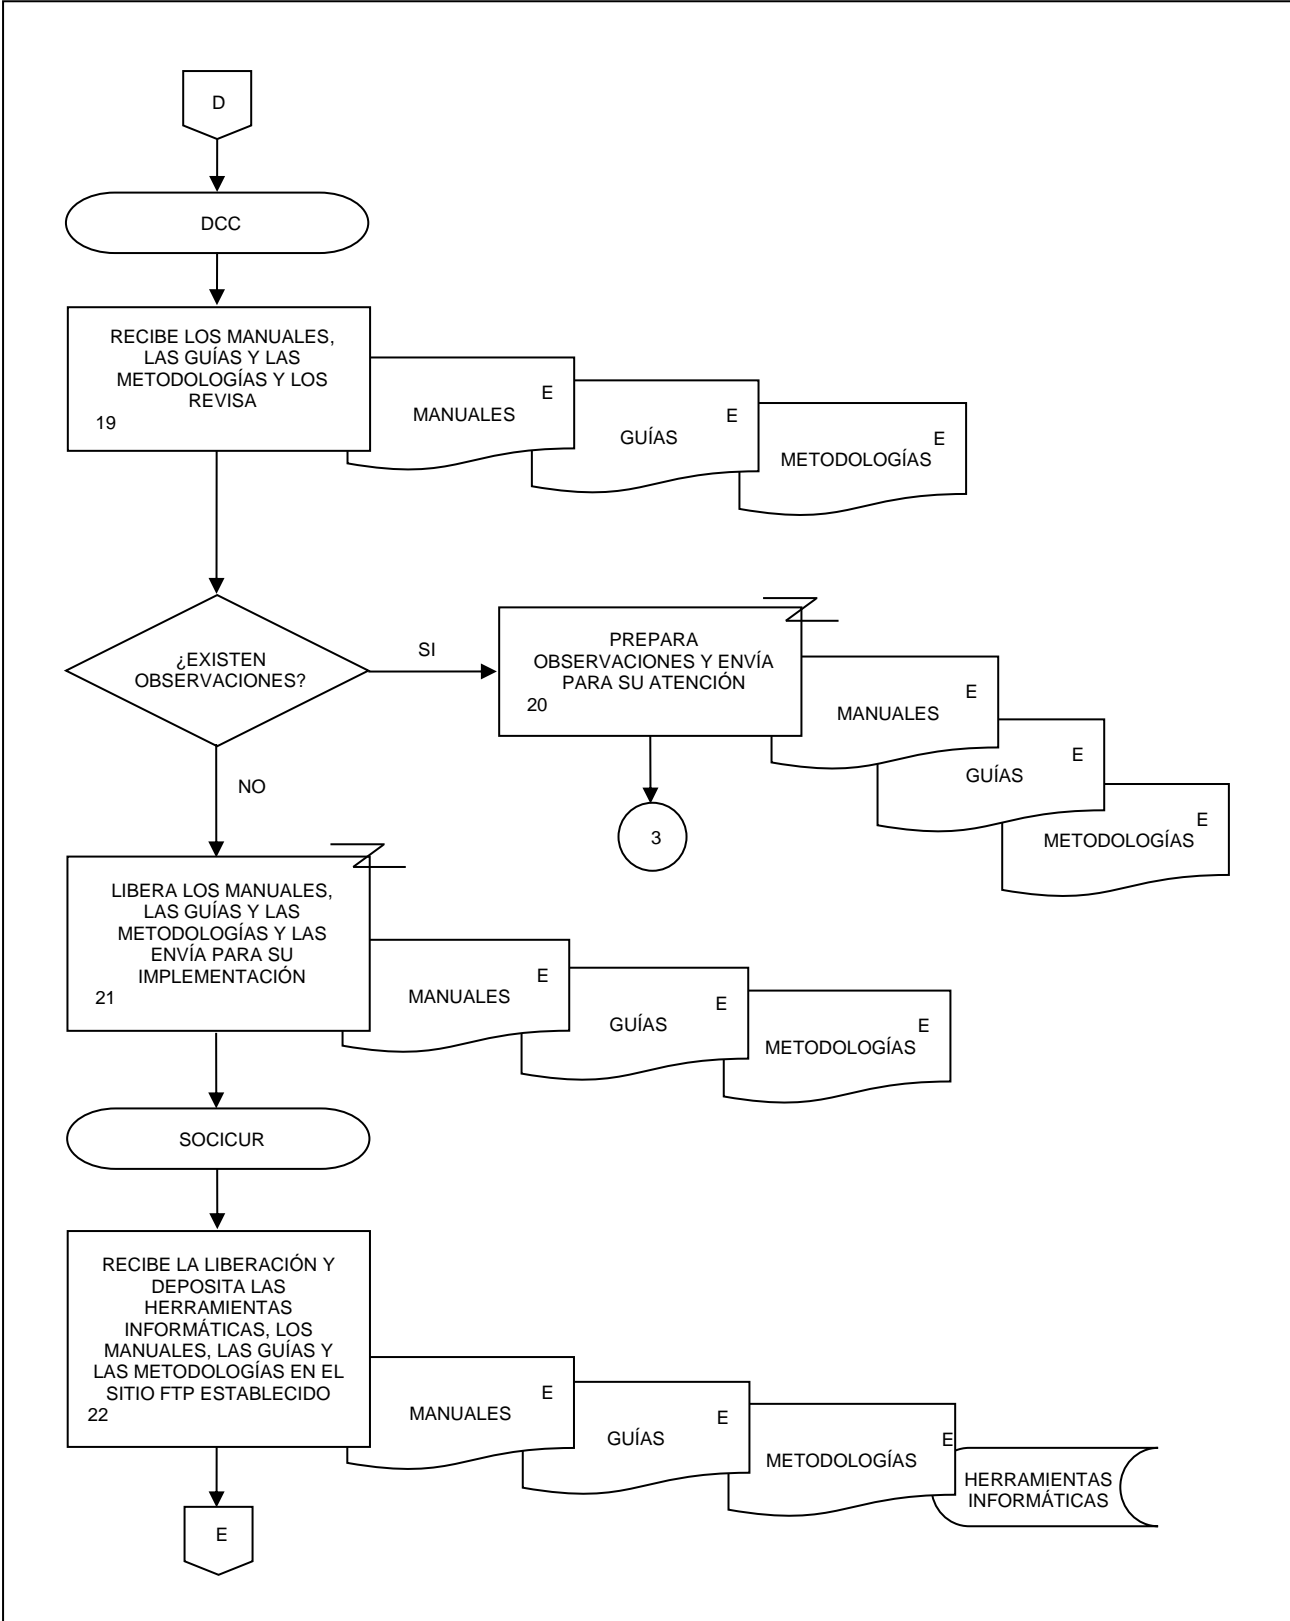 D
DCC
RECIBE LOS MANUALES,
LAS GUÍAS Y LAS
METODOLOGÍAS Y LOS
REVISA
19
MANUALES
E
GUÍAS
E
METODOLOGÍAS
E
¿EXISTEN
OBSERVACIONES?
SI
PREPARA
OBSERVACIONES Y ENVÍA
PARA SU ATENCIÓN
20
MANUALES
E
GUÍAS
E
METODOLOGÍAS
E
3
NO
LIBERA LOS MANUALES,
LAS GUÍAS Y LAS
METODOLOGÍAS Y LAS
ENVÍA PARA SU
IMPLEMENTACIÓN
21
MANUALES
E
GUÍAS
E
METODOLOGÍAS
E
SOCICUR
RECIBE LA LIBERACIÓN Y
DEPOSITA LAS
HERRAMIENTAS
INFORMÁTICAS, LOS
MANUALES, LAS GUÍAS Y
LAS METODOLOGÍAS EN EL
SITIO FTP ESTABLECIDO
22
MANUALES
E
GUÍAS
E
METODOLOGÍAS
E
HERRAMIENTAS
INFORMÁTICAS
E